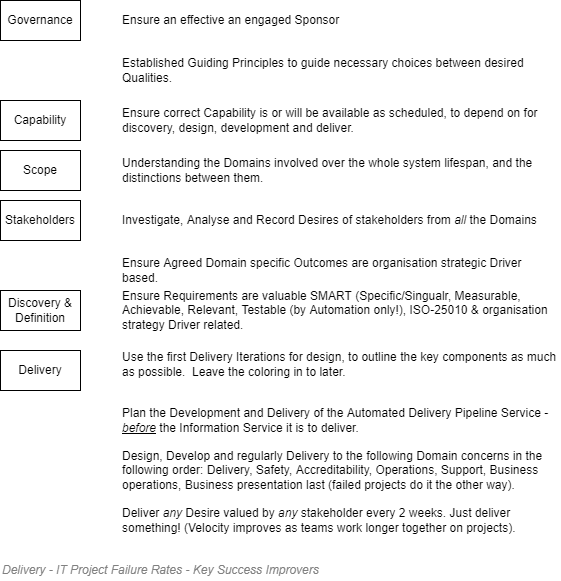 Governance
Ensure an effective an engaged Sponsor
Established Guiding Principles to guide necessary choices between desired
Qualities.
Capability
Ensure correct Capability is or will be available as scheduled, to depend on for
discovery, design, development and deliver.
Scope
Understanding the Domains involved over the whole system lifespan, and the
distinctions between them.
Stakeholders
Investigate, Analyse and Record Desires of stakeholders from all the Domains
Ensure Agreed Domain specific Outcomes are organisation strategic Driver
based.
Discovery &
Definition
Ensure Requirements are valuable SMART (Specific/Singualr, Measurable,
Achievable, Relevant, Testable (by Automation only!), ISO-25010 & organisation
strategy Driver related.
Delivery
Use the first Delivery Iterations for design, to outline the key components as much
as possible.  Leave the coloring in to later.
Plan the Development and Delivery of the Automated Delivery Pipeline Service -
before the Information Service it is to deliver.
Design, Develop and regularly Delivery to the following Domain concerns in the
following order: Delivery, Safety, Accreditability, Operations, Support, Business
operations, Business presentation last (failed projects do it the other way).
Deliver any Desire valued by any stakeholder every 2 weeks. Just deliver
something! (Velocity improves as teams work longer together on projects).
Delivery - IT Project Failure Rates - Key Success Improvers